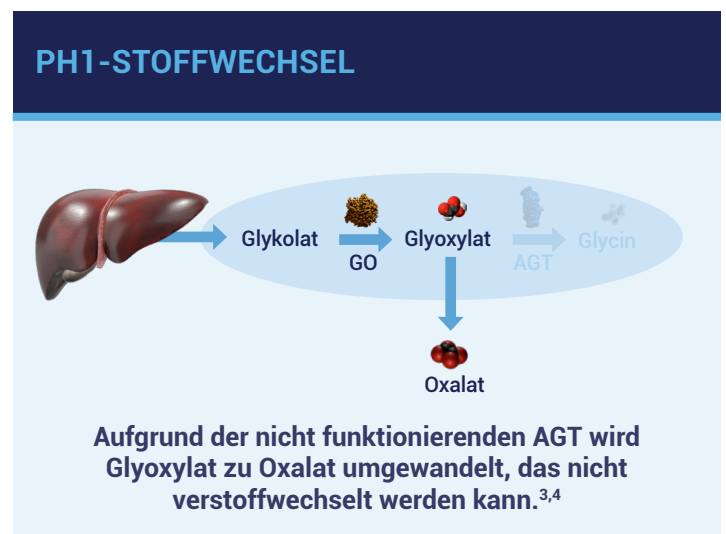 PH1-STOFFWECHSEL
Glykolat
GO
Glyoxylat
AGT
Glycin
Oxalat
Aufgrund der nicht funktionierenden AGT wird
Glyoxylat zu Oxalat umgewandelt, das nicht
verstoffwechselt werden kann.3,4